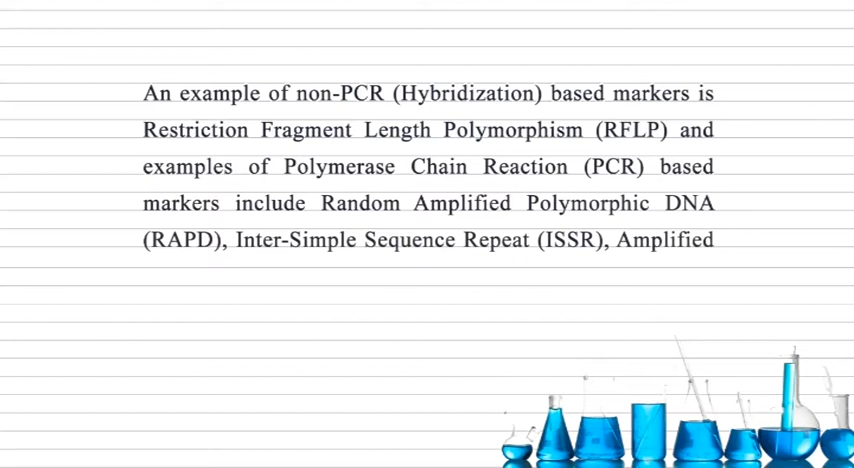 An example of non-PCR (Hybridization) based markers is
Restriction Fragment Length Polymorphism (RFLP) and
examples of Polymerase Chain Reaction (PCR) based
markers include Random Amplified Polymorphic DNA
(RAPD), Inter-Simple Sequence Repeat (ISSR), Amplified